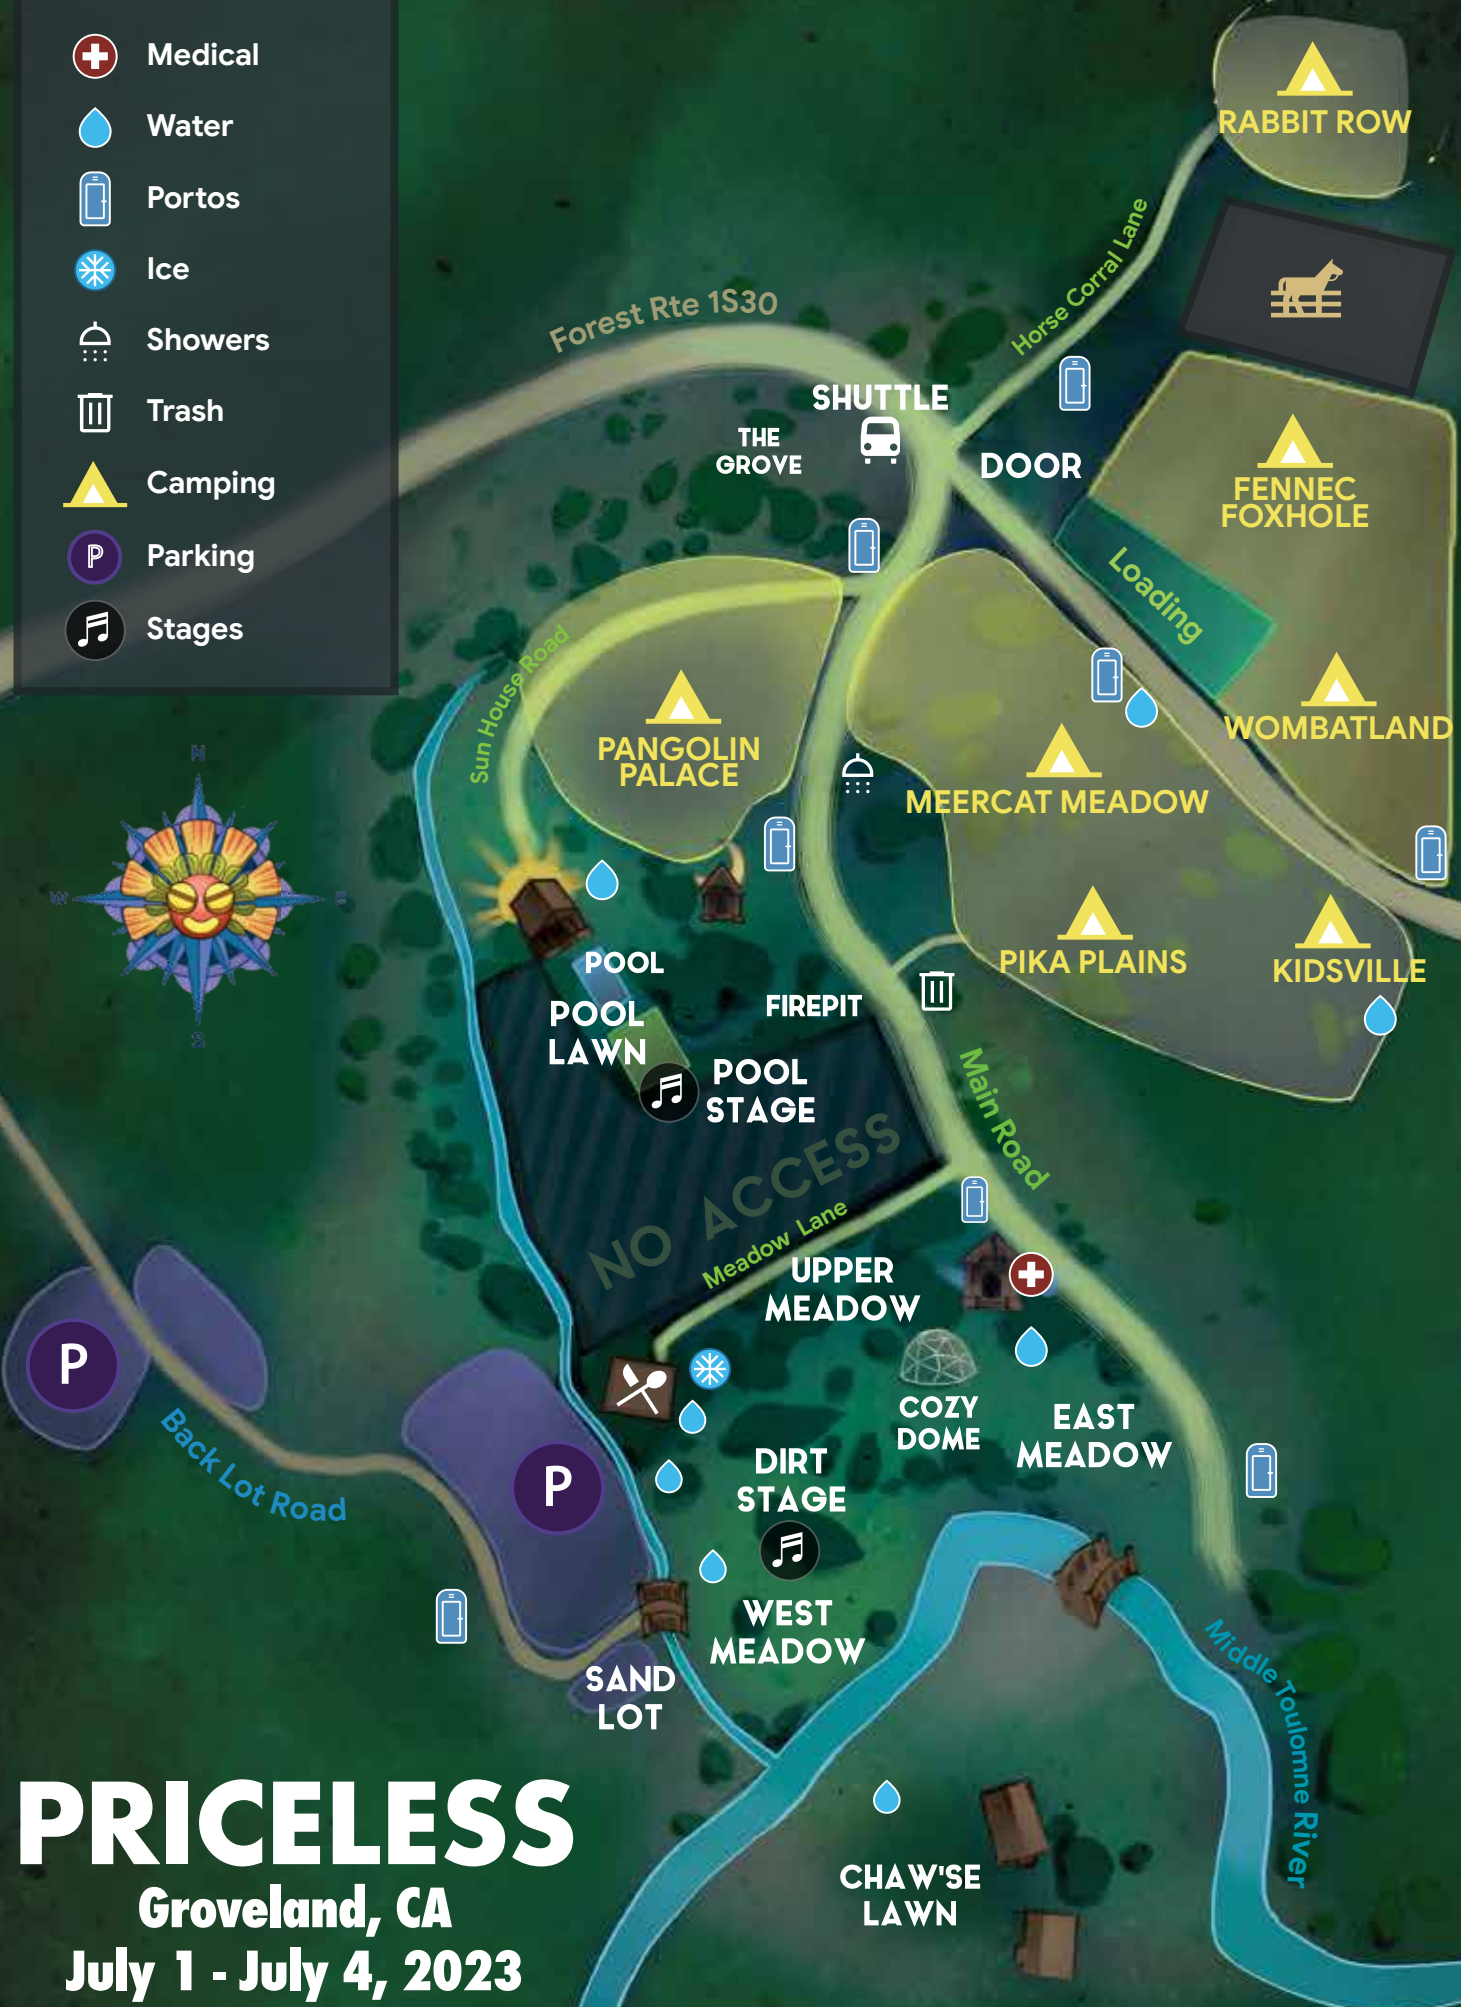 Medical
Water
Portos
Ice
Showers
Trash
Camping
P
Parking
Stages
RABBIT ROW
Horse Corral Lane
Forest Rte 1S30
SHUTTLE
THE
GROVE
DOOR
FENNEC
FOXHOLE
Loading
WOMBATLAND
Sun House Road
PANGOLIN
PALACE
MEERCAT MEADOW
N
W
E
S
PIKA PLAINS
KIDSVILLE
POOL
POOL
LAWN
FIREPIT
POOL
STAGE
Main Road
NO ACCESS
Meadow Lane
UPPER
MEADOW
P
Back Lot Road
P
COZY
DOME
EAST
MEADOW
DIRT
STAGE
WEST
MEADOW
SAND
LOT
Middle Toulomne River
CHAW'SE
LAWN
PRICELESS
Groveland, CA
July 1 - July 4, 2023